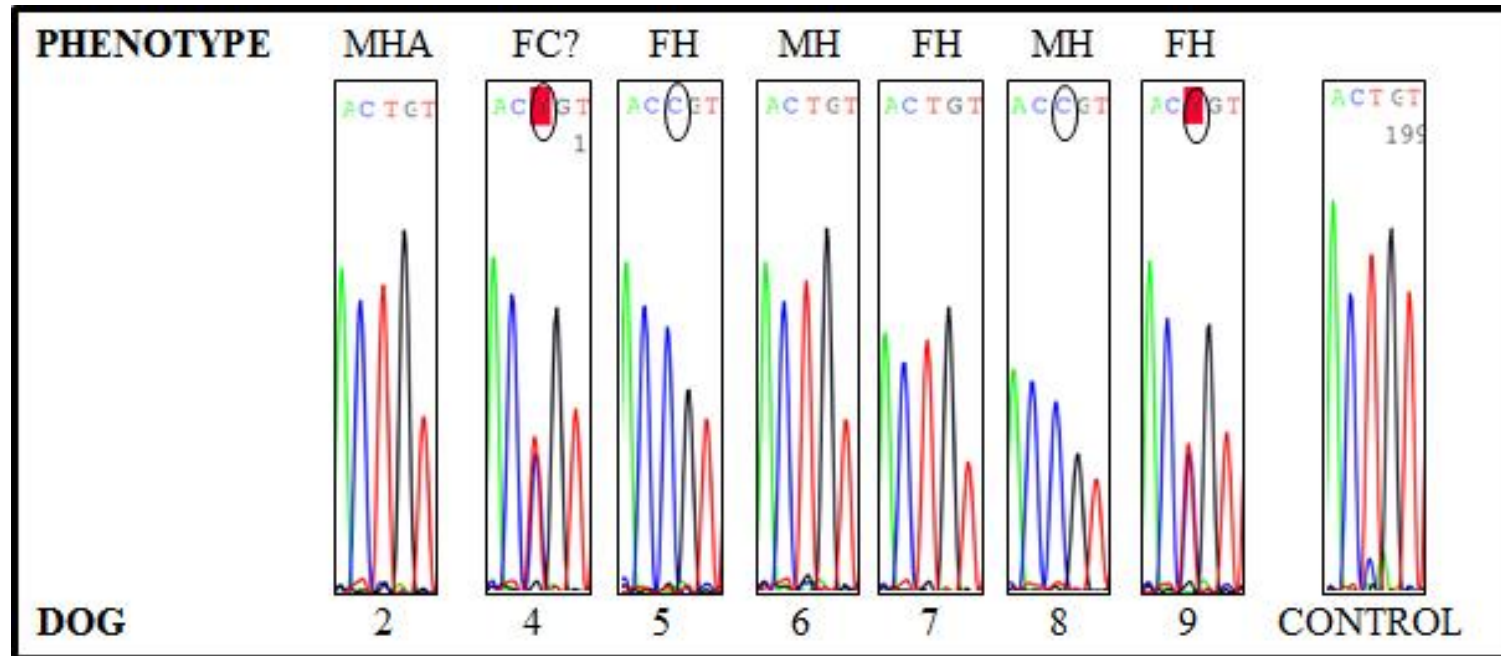 PHENOTYPE MHA FC? FH MH FH MH FH
ACTGT AC GT ACCGT ACTGT ACTGT ACCGT AC GT ACTGT
1 199
DOG 2 4 5 6 7 8 9 CONTROL